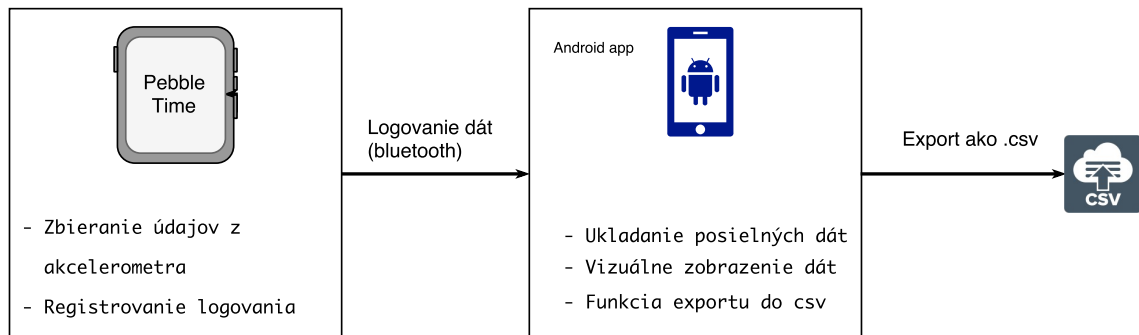 Pebble
Time
- Zbieranie údajov z
akcelerometra
- Registrovanie logovania
Logovanie dát
(bluetooth)
Android app
- Ukladanie posielných dát
- Vizuálne zobrazenie dát
- Funkcia exportu do csv
Export ako .csv
CSV